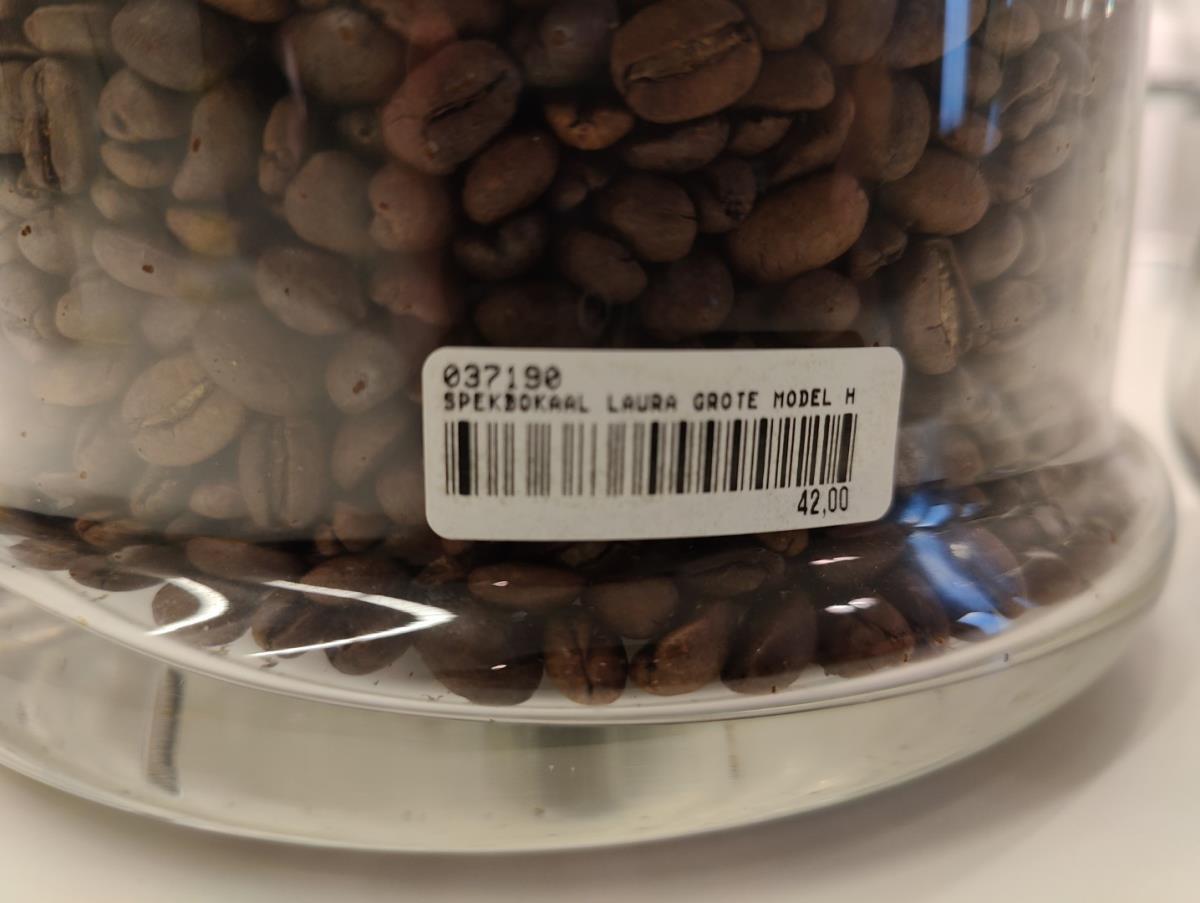 037190
SPEKBOKAAL LAURA GROTE MODEL H
42,00